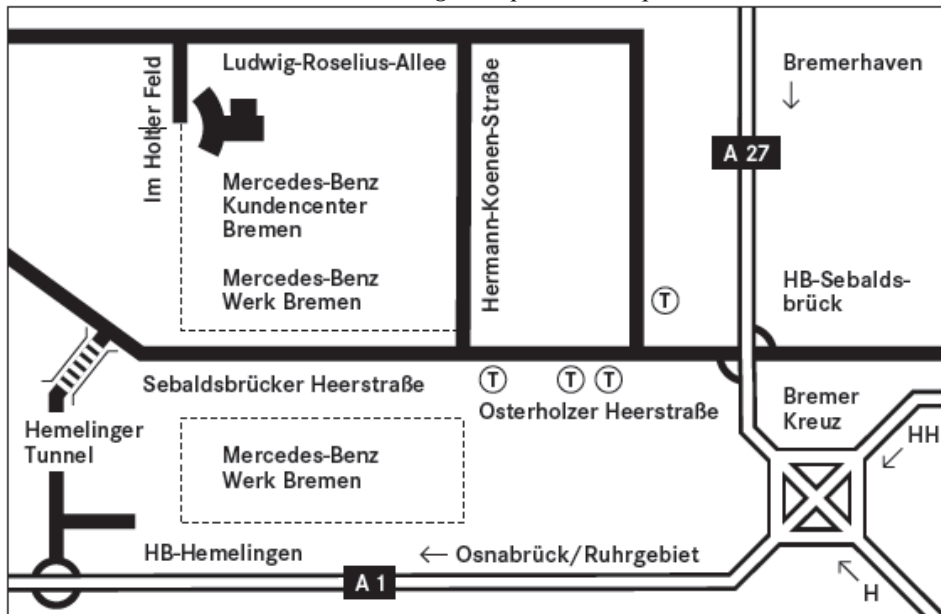 Ludwig-Roselius-Allee
Im Holter Feld
Mercedes-Benz
Kundencenter
Bremen
Mercedes-Benz
Werk Bremen
Hermann-Koenen-Straße
Bremerhaven
↓
A 27
HB-Sebalds-
brück
T
Sebaldsbrücker Heerstraße
T
T
T
Osterholzer Heerstraße
Bremer
Kreuz
HH
↙
Hemelinger
Tunnel
Mercedes-Benz
Werk Bremen
HB-Hemelingen
← Osnabrück/Ruhrgebiet
A 1
↖
H